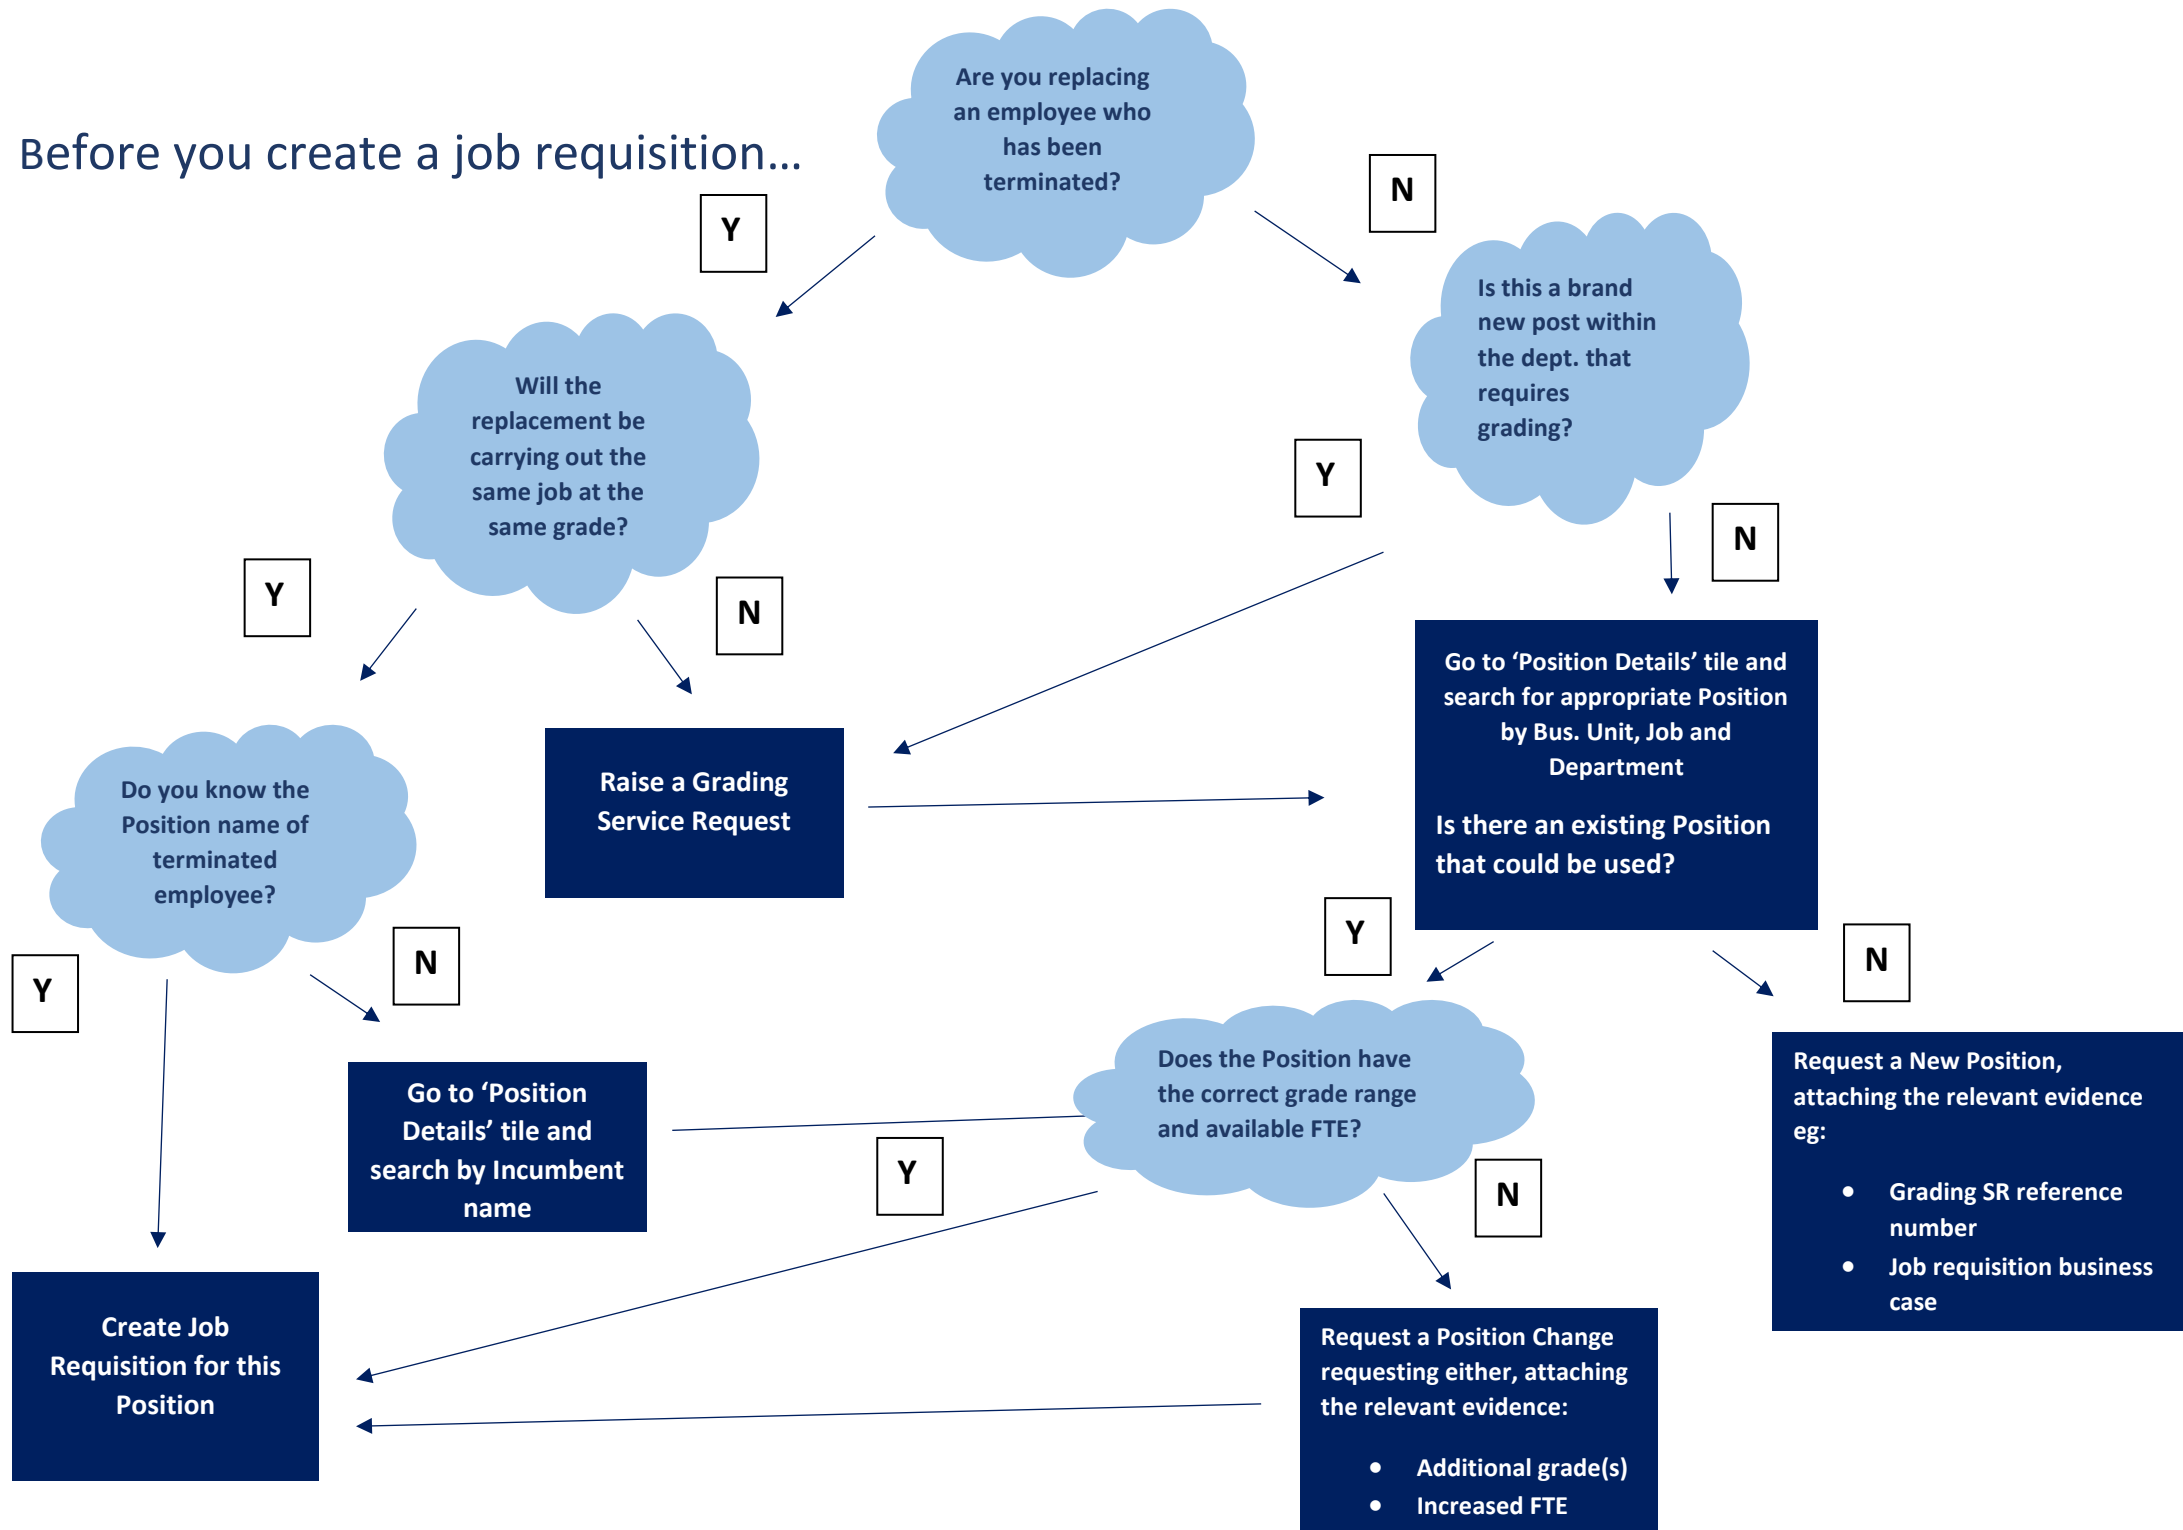 Before you create a job requisition...
Are you replacing
an employee who
has been
terminated?
Y
N
Is this a brand
new post within
the dept. that
requires
grading?
Will the
replacement be
carrying out the
same job at the
same grade?
Y
N
Y
N
Go to ‘Position Details’ tile and
search for appropriate Position
by Bus. Unit, Job and
Department
Is there an existing Position
that could be used?
Raise a Grading
Service Request
Do you know the
Position name of
terminated
employee?
Y
N
Y
N
Go to ‘Position
Details’ tile and
search by Incumbent
name
Does the Position have
the correct grade range
and available FTE?
Y
N
Request a New Position,
attaching the relevant evidence
eg:
• Grading SR reference
number
• Job requisition business
case
Create Job
Requisition for this
Position
Request a Position Change
requesting either, attaching
the relevant evidence:
• Additional grade(s)
• Increased FTE